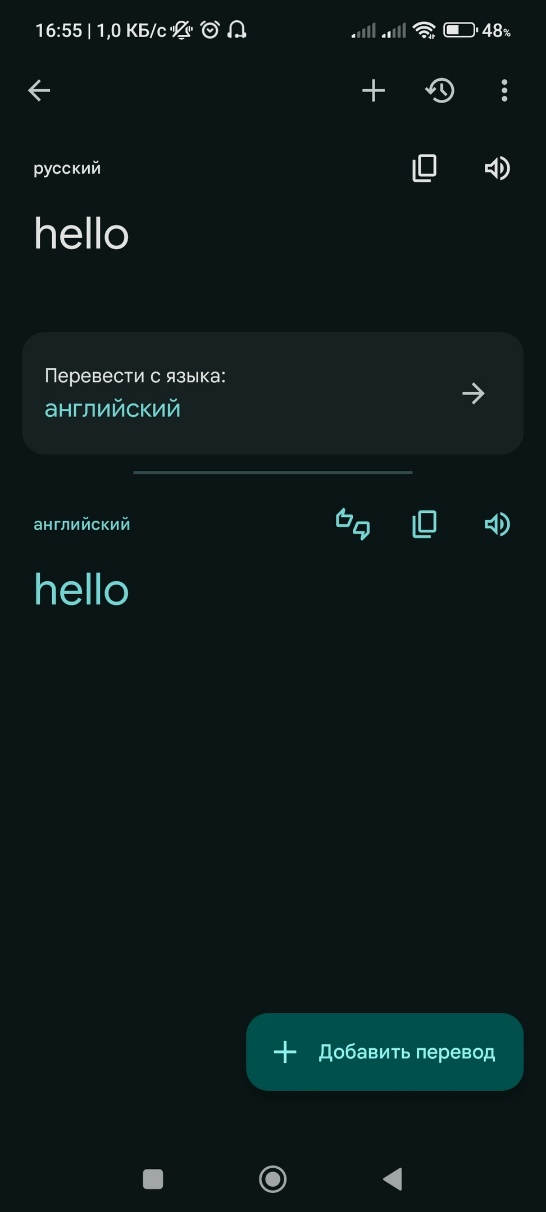 16:55 | 1,0 КБ/с 48%
русский
hello
Перевести с языка:
английский
английский
hello
Добавить перевод